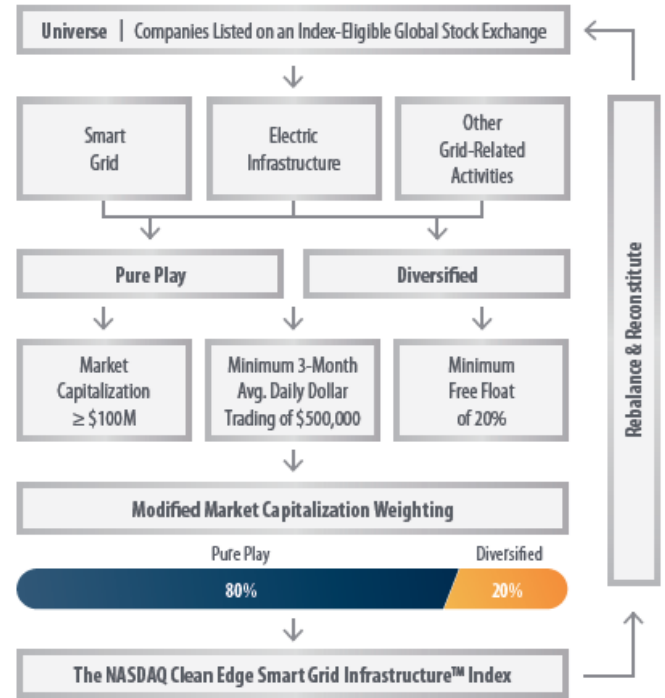 Universe | Companies Listed on an Index-Eligible Global Stock Exchange
Smart
Grid
Electric
Infrastructure
Other
Grid-Related
Activities
Pure Play
Diversified
Market
Capitalization
≥ $100M
Minimum 3-Month
Avg. Daily Dollar
Trading of $500,000
Minimum
Free Float
of 20%
Modified Market Capitalization Weighting
Pure Play
Diversified
80%
20%
The NASDAQ Clean Edge Smart Grid Infrastructure™ Index
Rebalance & Reconstitute